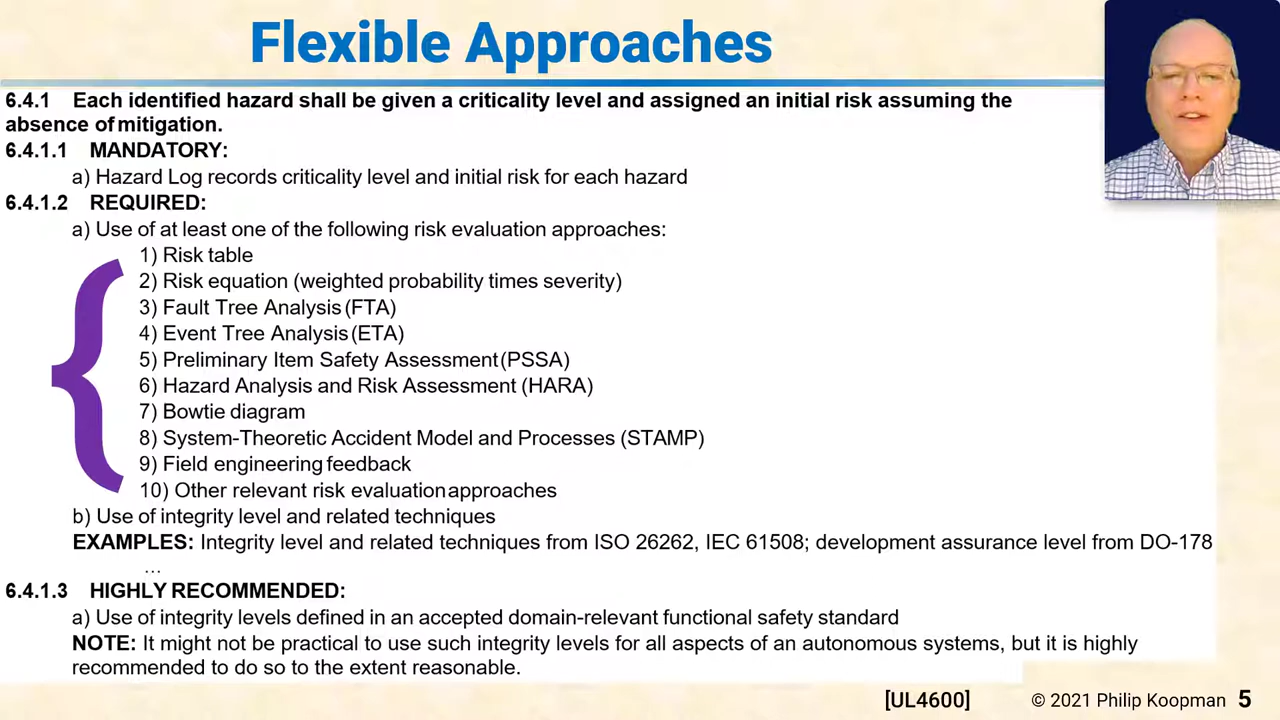 Flexible Approaches
6.4.1 Each identified hazard shall be given a criticality level and assigned an initial risk assuming the
absence of mitigation.
6.4.1.1 MANDATORY:
a) Hazard Log records criticality level and initial risk for each hazard
6.4.1.2 REQUIRED:
a) Use of at least one of the following risk evaluation approaches:
1) Risk table
2) Risk equation (weighted probability times severity)
3) Fault Tree Analysis (FTA)
4) Event Tree Analysis (ETA)
5) Preliminary Item Safety Assessment (PSSA)
6) Hazard Analysis and Risk Assessment (HARA)
7) Bowtie diagram
8) System-Theoretic Accident Model and Processes (STAMP)
9) Field engineering feedback
10) Other relevant risk evaluation approaches
b) Use of integrity level and related techniques
EXAMPLES: Integrity level and related techniques from ISO 26262, IEC 61508; development assurance level from DO-178
...
6.4.1.3 HIGHLY RECOMMENDED:
a) Use of integrity levels defined in an accepted domain-relevant functional safety standard
NOTE: It might not be practical to use such integrity levels for all aspects of an autonomous systems, but it is highly
recommended to do so to the extent reasonable.
[UL4600] © 2021 Philip Koopman 5